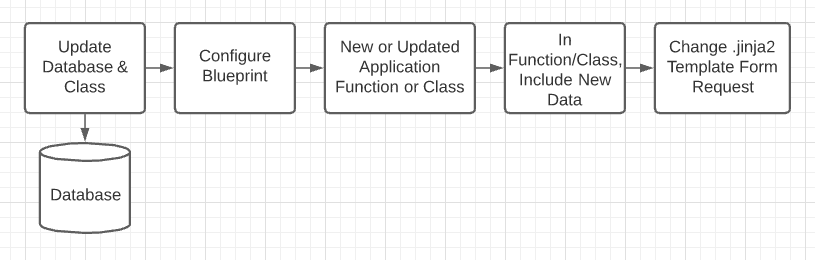 Update
Database &
Class
Configure
Blueprint
New or Updated
Application
Function or Class
In
Function/Class,
Include New
Data
Change .jinja2
Template Form
Request
Database